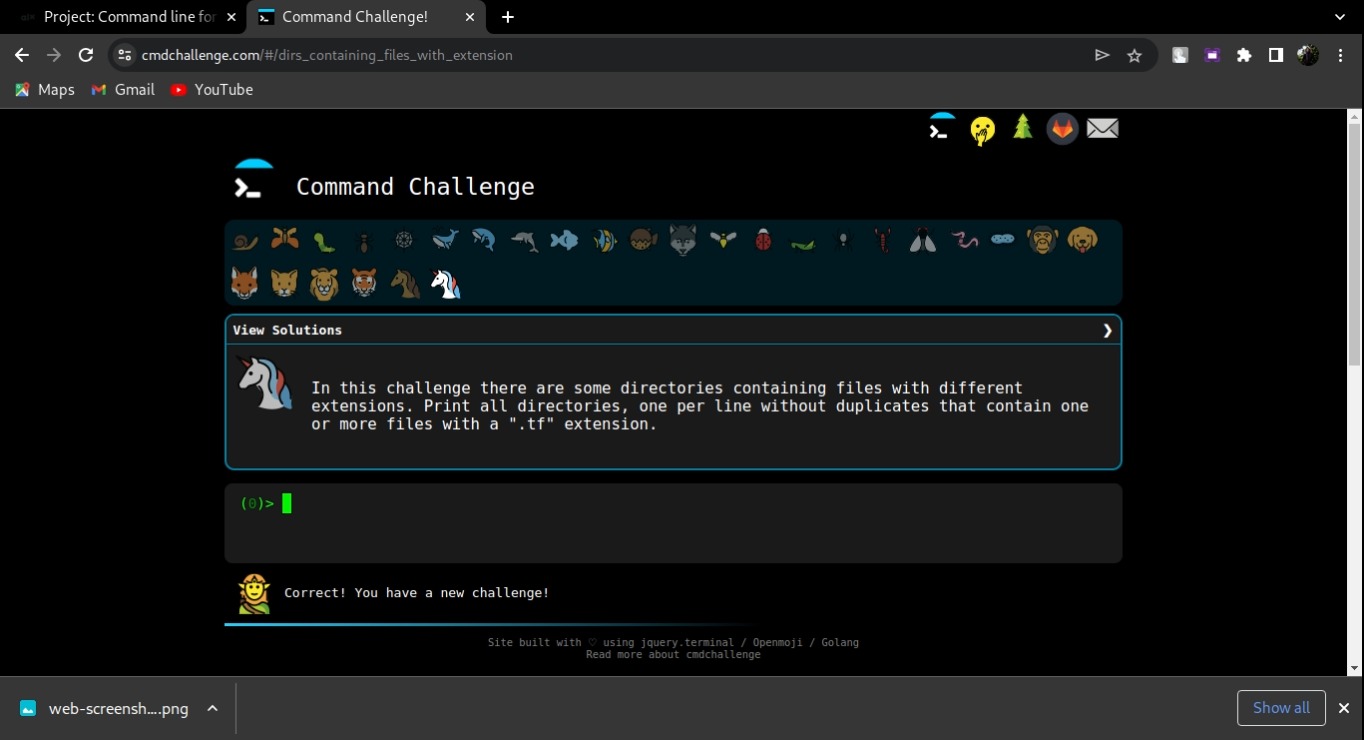 Project: Command line for
Command Challenge!
cmdchallenge.com/#/dirs_containing_files_with_extension
Maps
Gmail
YouTube
Command Challenge
View Solutions
In this challenge there are some directories containing files with different
extensions. Print all directories, one per line without duplicates that contain one
or more files with a ".tf" extension.
(0)>
Correct! You have a new challenge!
Site built with ♡ using jquery.terminal / Openmoji / Golang
Read more about cmdchallenge
web-screensh....png
Show all